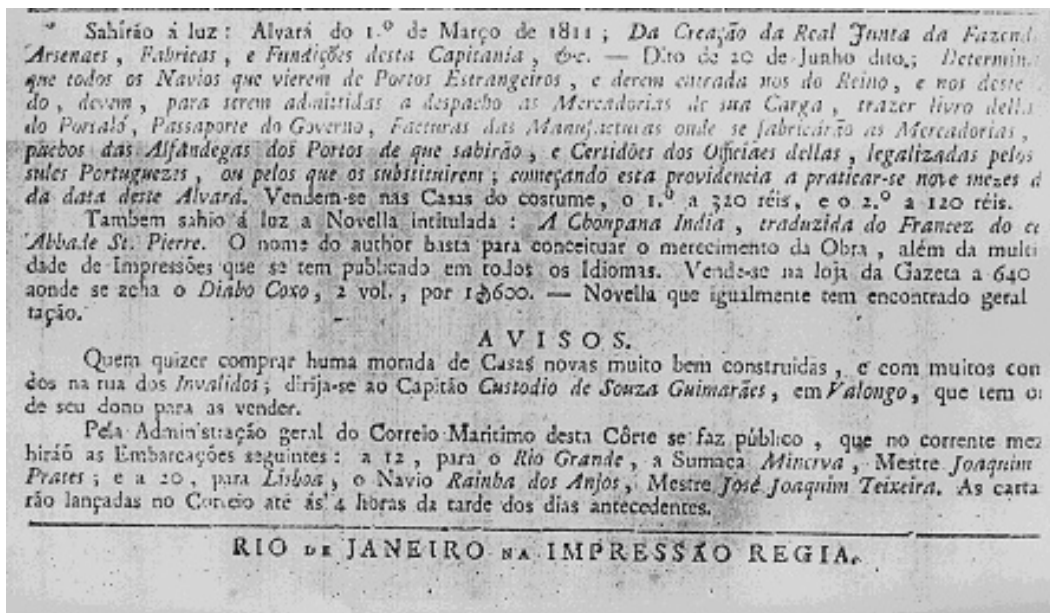 Sahirão á luz: Alvará do 1.º de Março de 1811; Da Creação da Real Junta da Fazend
Arsenaes, Fabricas, e Fundições desta Capitania, &c. — Dito de 20 de Junho dito; Determin
que todos os Navios que vierem de Portos Estrangeiros, e derem entrada nos do Reino, e nos deste
do, devem, para serem admittidas a despacho as Mercadorias de sua Carga, trazer livro della
do Portaló, Passaporte do Governo, Facturas das Manufacturas onde se fabricárão as Mercadorias,
pachos das Alfandegas dos Portos de que sahirão, e Certidões dos Officiaes dellas, legalizadas pelos
sules Portuguezes, ou pelos que os substituirem; começando esta providencia a praticar-se nove mezes d
da data deste Alvará. Vendem-se nas Casas do costume, o 1.º a 320 réis, e o 2.º a 120 réis.
Tambem sahio á luz a Novella intitulada: A Choupana India, traduzida do Francez do ce
Abbade St. Pierre. O nome do author basta para conceituar o merecimento da Obra, além da multi
dade de Impressões que se tem publicado em todos os Idiomas. Vende-se na loja da Gazeta a 640
aonde se acha o Diabo Coxo, 2 vol., por 1$600. — Novella que igualmente tem encontrado geral
tação.
AVISOS.
Quem quizer comprar huma morada de Casas novas muito bem construidas, e com muitos com
dos na rua dos Invalidos; dirija-se ao Capitão Custodio de Souza Guimarães, em Valongo, que tem or
de seu dono para as vender.
Pela Administração geral do Correio Maritimo desta Côrte se faz público, que no corrente mez
hiráõ as Embarcações seguintes: a 12, para o Rio Grande, a Sumaca Minerva, Mestre Joaquim
Prates; e a 20, para Lisboa, o Navio Rainha dos Anjos, Mestre José Joaquim Teixeira. As carta
rão lançadas no Correio até ás 4 horas da tarde dos dias antecedentes.
RIO DE JANEIRO NA IMPRESSÃO REGIA.